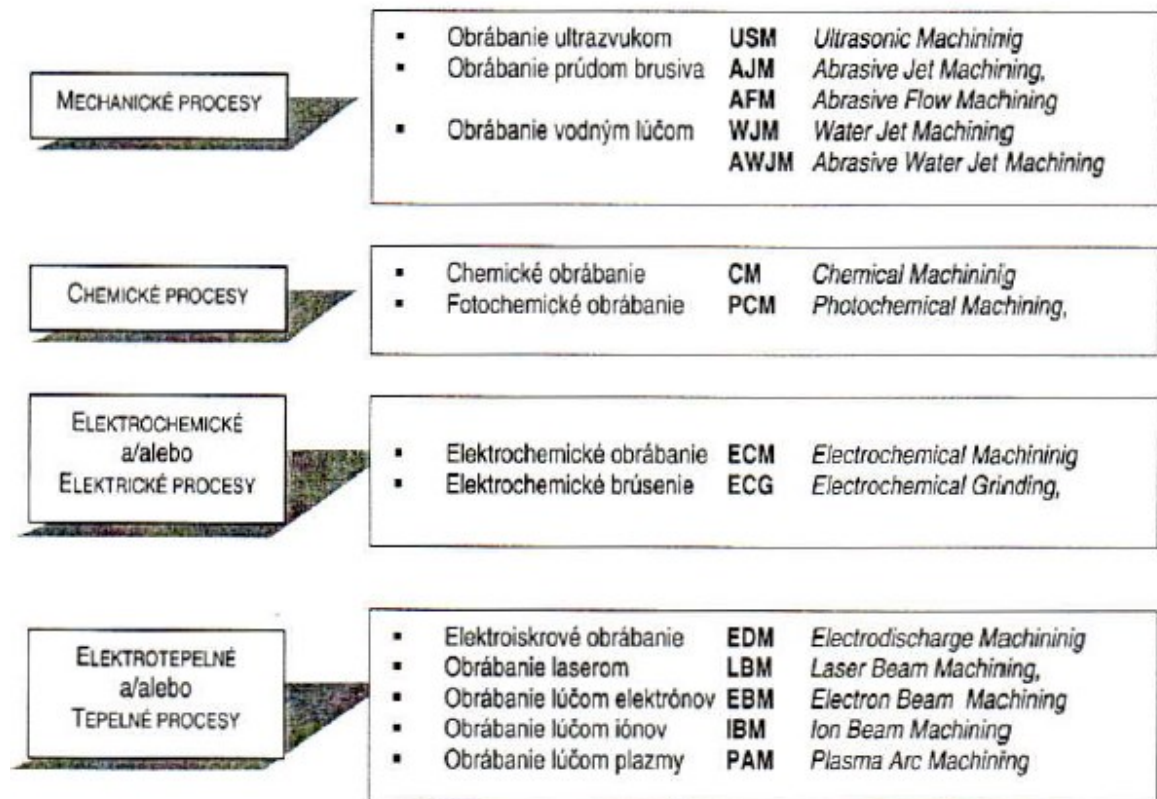 MECHANICKÉ PROCESY
▪ Obrábanie ultrazvukom USM Ultrasonic Machininig
▪ Obrábanie prúdom brusiva AJM Abrasive Jet Machining,
AFM Abrasive Flow Machining
▪ Obrábanie vodným lúčom WJM Water Jet Machining
AWJM Abrasive Water Jet Machining
CHEMICKÉ PROCESY
▪ Chemické obrábanie CM Chemical Machininig
▪ Fotochemické obrábanie PCM Photochemical Machining,
ELEKTROCHEMICKÉ
a/alebo
ELEKTRICKÉ PROCESY
▪ Elektrochemické obrábanie ECM Electrochemical Machininig
▪ Elektrochemické brúsenie ECG Electrochemical Grinding,
ELEKTROTEPELNÉ
a/alebo
TEPELNÉ PROCESY
▪ Elektroiskrové obrábanie EDM Electrodischarge Machininig
▪ Obrábanie laserom LBM Laser Beam Machining,
▪ Obrábanie lúčom elektrónov EBM Electron Beam Machining
▪ Obrábanie lúčom iónov IBM Ion Beam Machining
▪ Obrábanie lúčom plazmy PAM Plasma Arc Machining